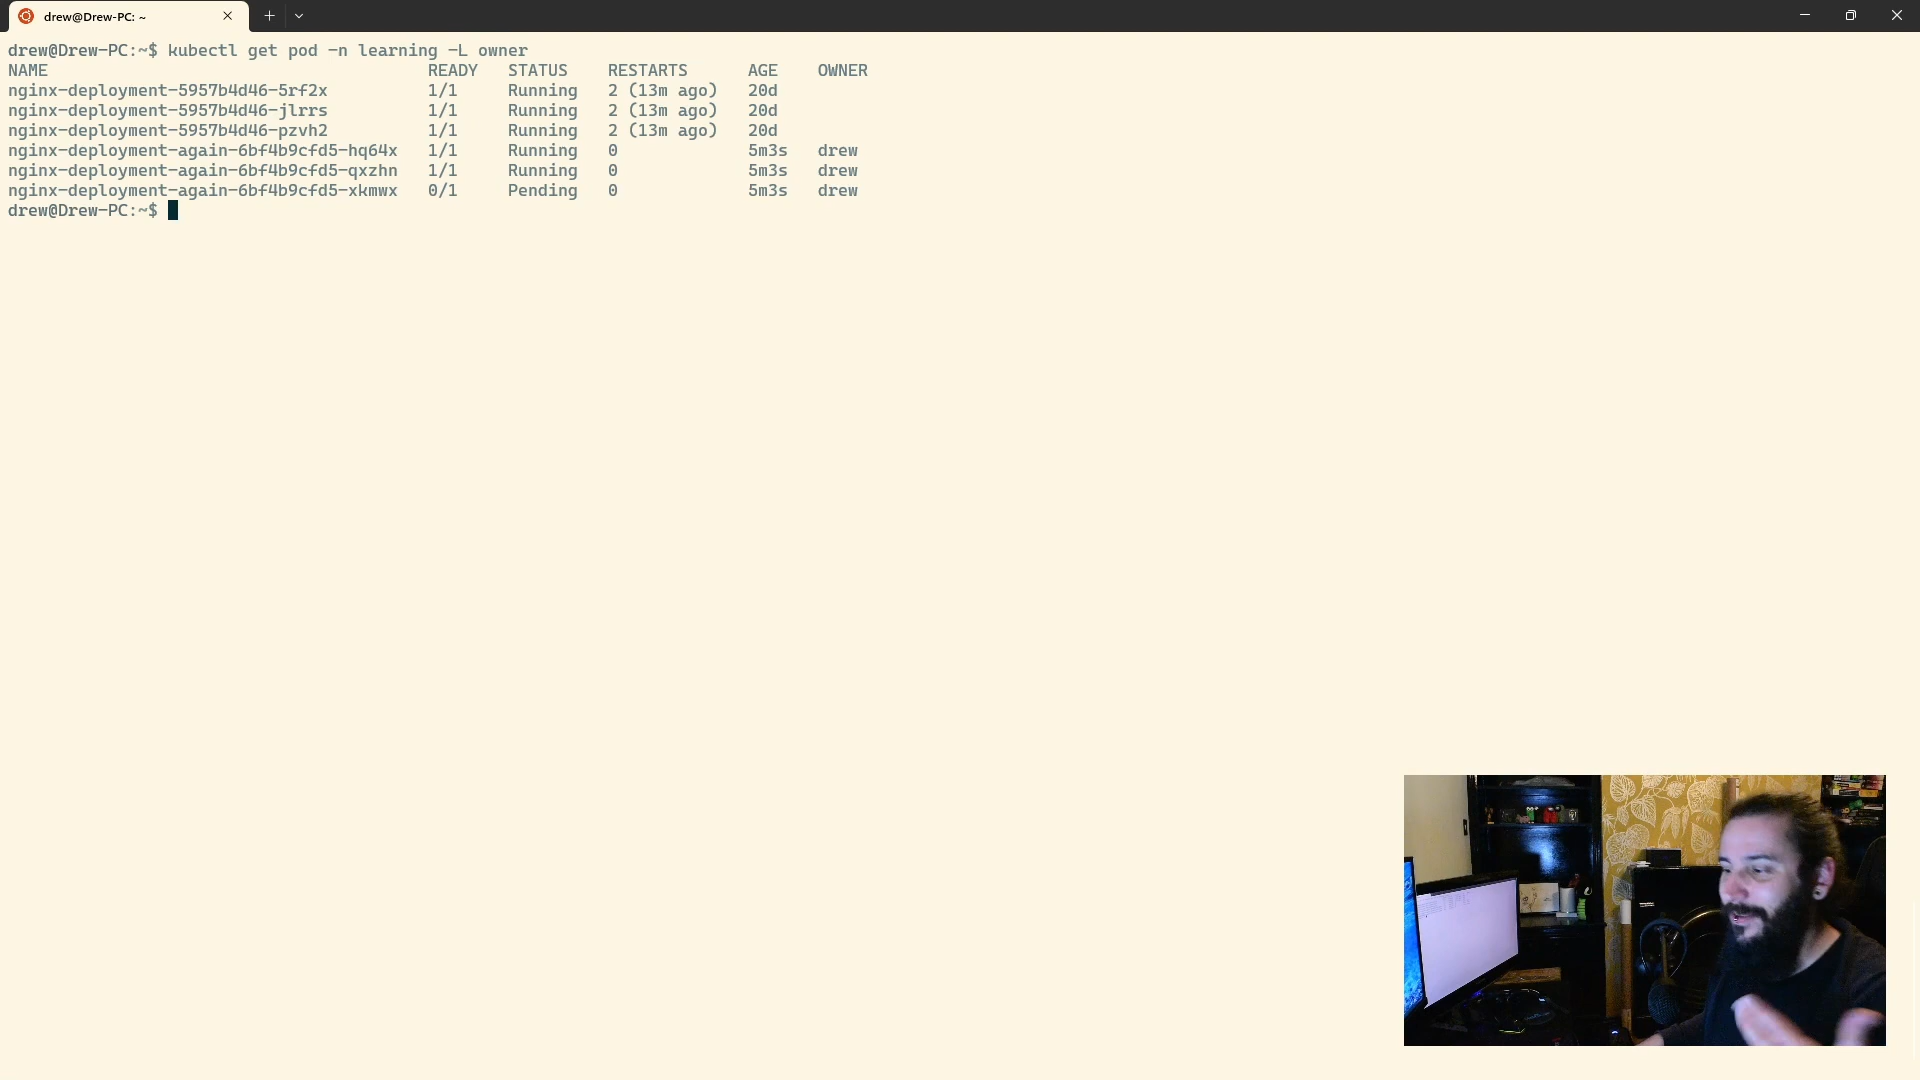 drew@Drew-PC: ~
drew@Drew-PC:~$ kubectl get pod -n learning -L owner
NAME READY STATUS RESTARTS AGE OWNER
nginx-deployment-5957b4d46-5rf2x 1/1 Running 2 (13m ago) 20d
nginx-deployment-5957b4d46-jlrrs 1/1 Running 2 (13m ago) 20d
nginx-deployment-5957b4d46-pzvh2 1/1 Running 2 (13m ago) 20d
nginx-deployment-again-6bf4b9cfd5-hq64x 1/1 Running 0 5m3s drew
nginx-deployment-again-6bf4b9cfd5-qxzhn 1/1 Running 0 5m3s drew
nginx-deployment-again-6bf4b9cfd5-xkmwx 0/1 Pending 0 5m3s drew
drew@Drew-PC:~$